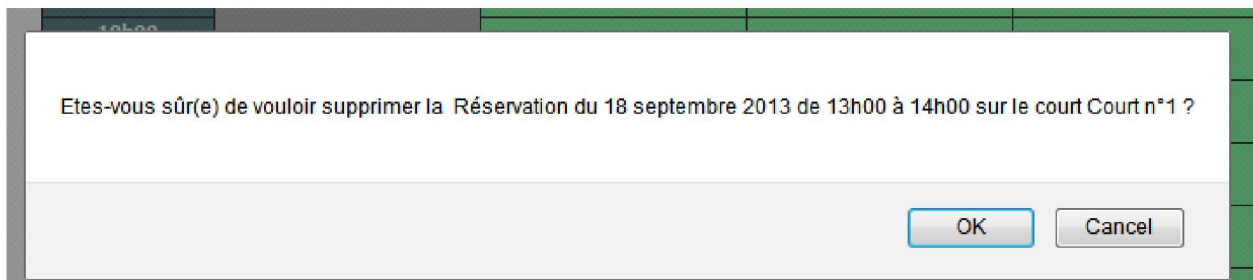 Etes-vous sûr(e) de vouloir supprimer la Réservation du 18 septembre 2013 de 13h00 à 14h00 sur le court Court n°1 ?
OK
Cancel